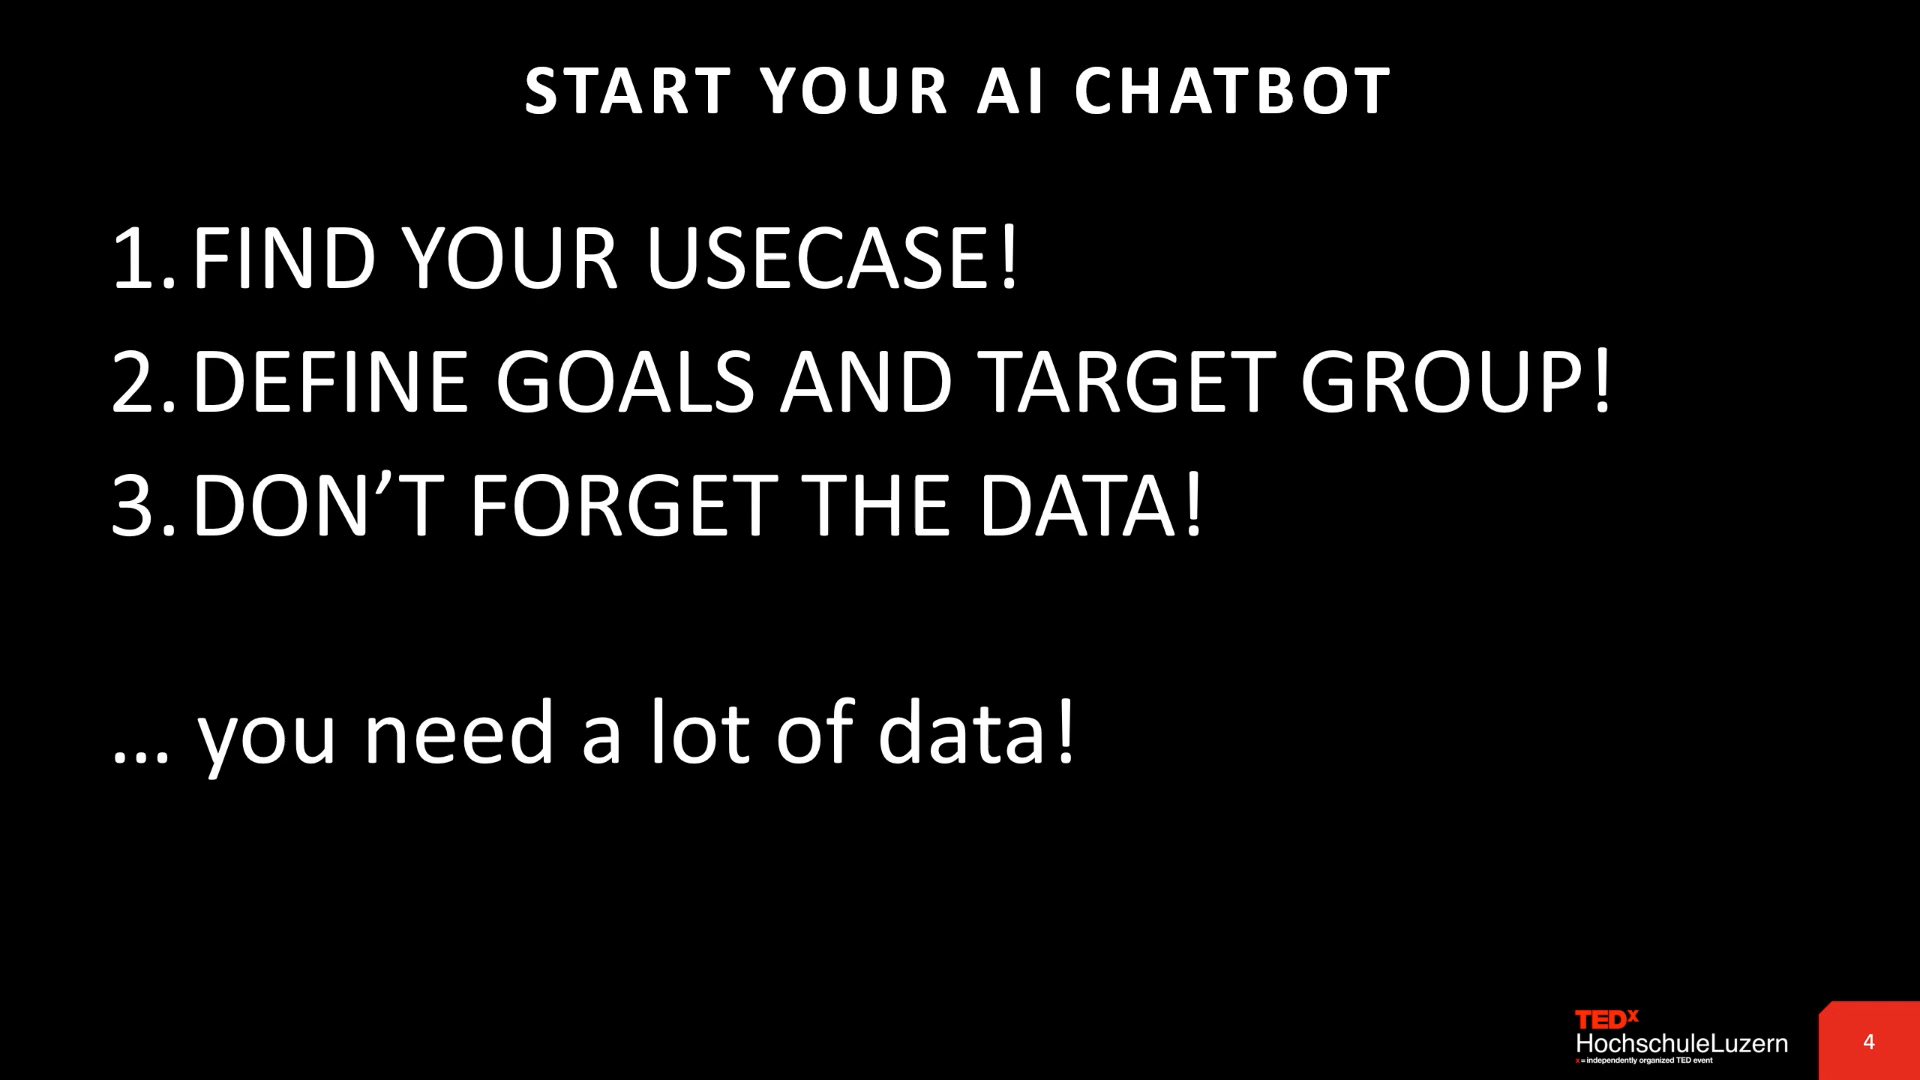 START YOUR AI CHATBOT
1. FIND YOUR USECASE!
2. DEFINE GOALS AND TARGET GROUP!
3. DON’T FORGET THE DATA!
... you need a lot of data!
TEDx
HochschuleLuzern
x = independently organized TED event
4